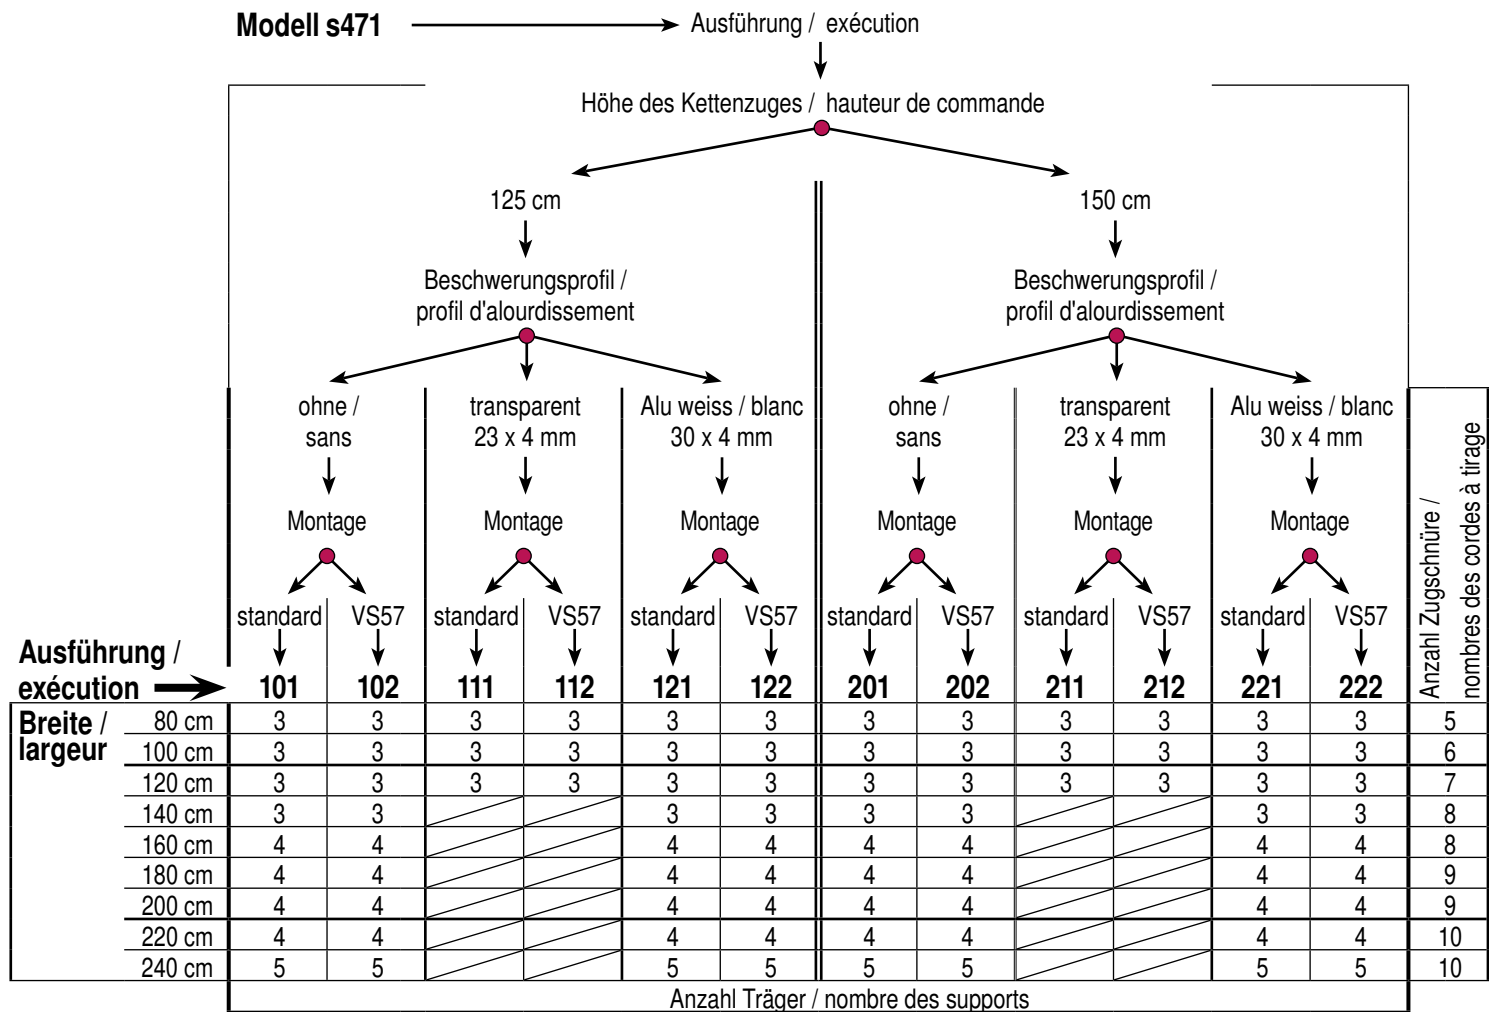 Modell s471 Ausführung / exécution
Höhe des Kettenzuges / hauteur de commande
125 cm 150 cm
Beschwerungsprofil / Beschwerungsprofil /
profil d'alourdissement profil d'alourdissement
ohne / transparent Alu weiss / blanc ohne / transparent Alu weiss / blanc
sans 23 x 4 mm 30 x 4 mm sans 23 x 4 mm 30 x 4 mm
Montage Montage Montage Montage Montage Montage
standard VS57 standard VS57 standard VS57 standard VS57 standard VS57 standard VS57
Anzahl Zugschnüre /
nombres des cordes à tirage
Ausführung /
exécution 101 102 111 112 121 122 201 202 211 212 221 222
Breite /
largeur
80 cm 3 3 3 3 3 3 3 3 3 3 3 3 5
100 cm 3 3 3 3 3 3 3 3 3 3 3 3 6
120 cm 3 3 3 3 3 3 3 3 3 3 3 3 7
140 cm 3 3 3 3 3 3 3 3 8
160 cm 4 4 4 4 4 4 4 4 8
180 cm 4 4 4 4 4 4 4 4 9
200 cm 4 4 4 4 4 4 4 4 9
220 cm 4 4 4 4 4 4 4 4 10
240 cm 5 5 5 5 5 5 5 5 10
Anzahl Träger / nombre des supports